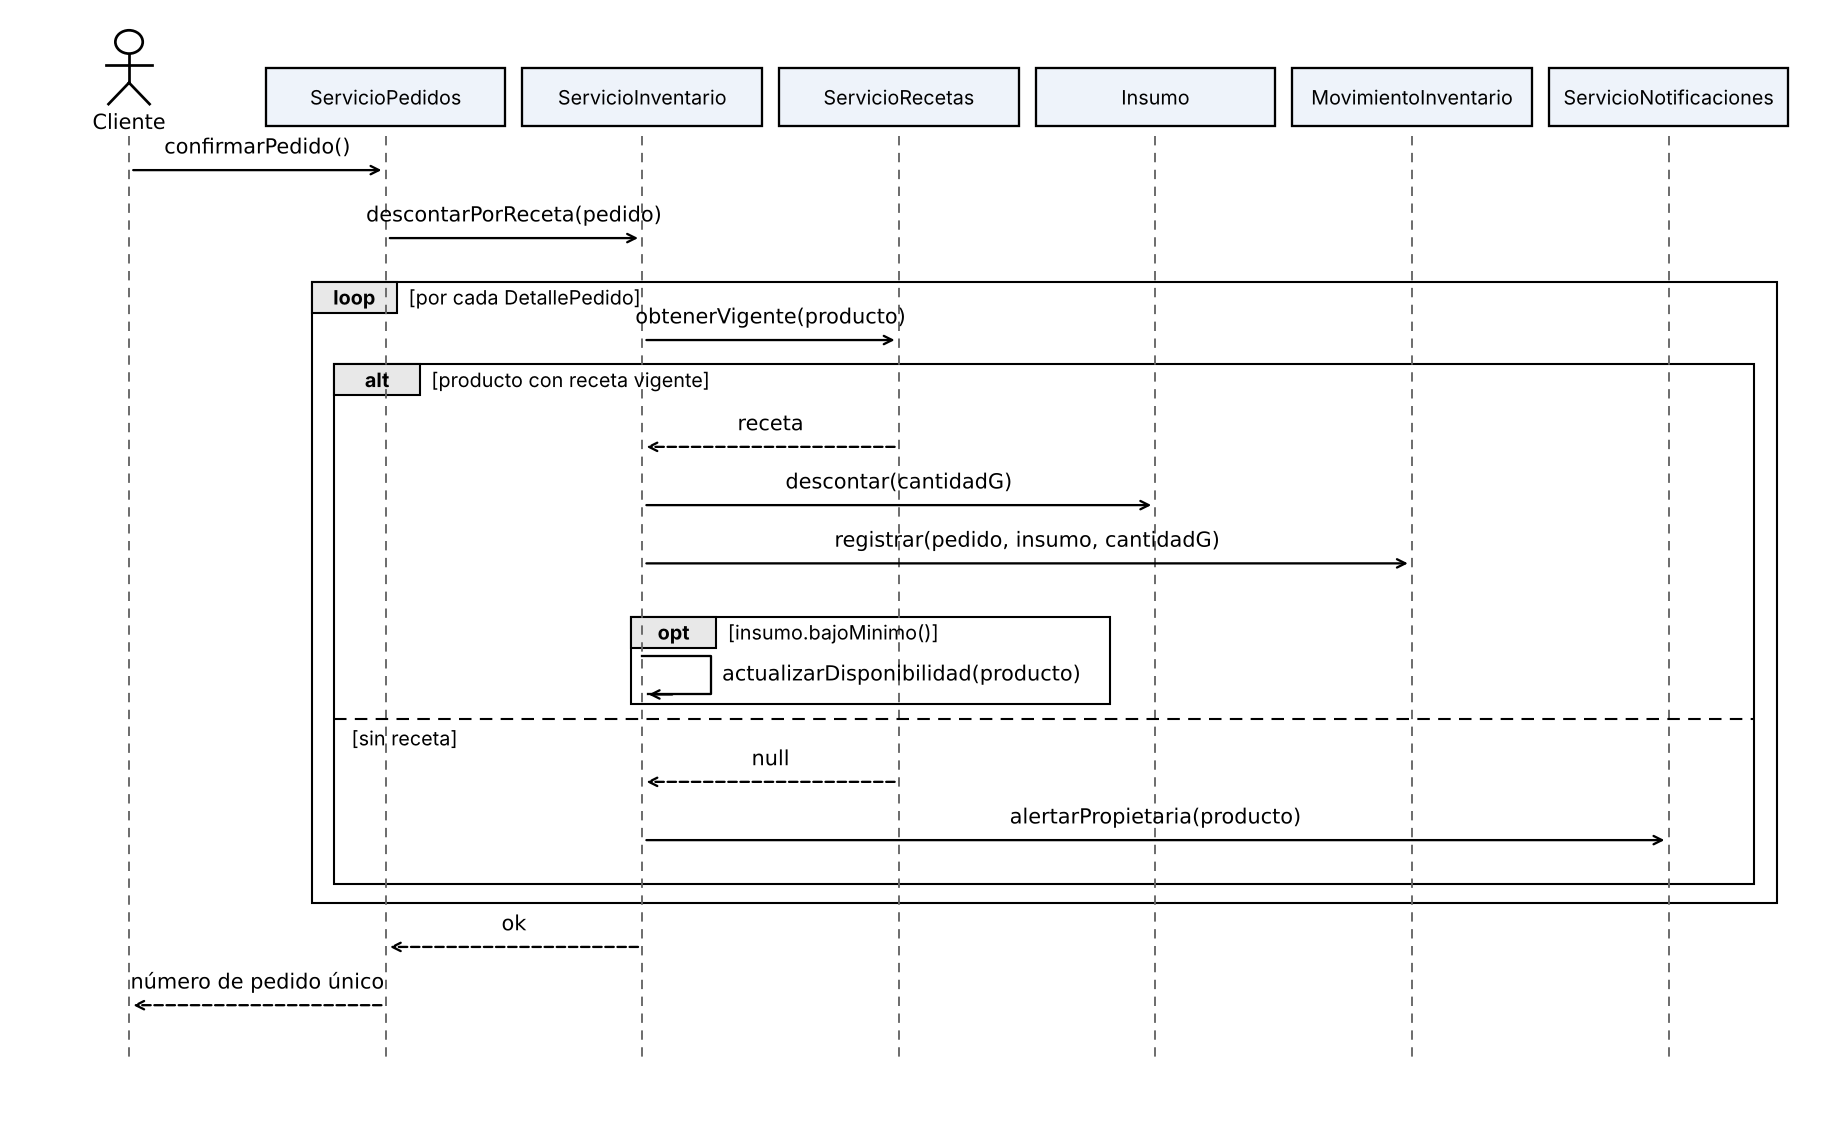 Cliente
ServicioPedidos
ServicioInventario
ServicioRecetas
Insumo
MovimientoInventario
ServicioNotificaciones
confirmarPedido()
descontarPorReceta(pedido)
loop
[por cada DetallePedido]
obtenerVigente(producto)
alt
[producto con receta vigente]
receta
descontar(cantidadG)
registrar(pedido, insumo, cantidadG)
opt
[insumo.bajoMinimo()]
actualizarDisponibilidad(producto)
[sin receta]
null
alertarPropietaria(producto)
ok
número de pedido único